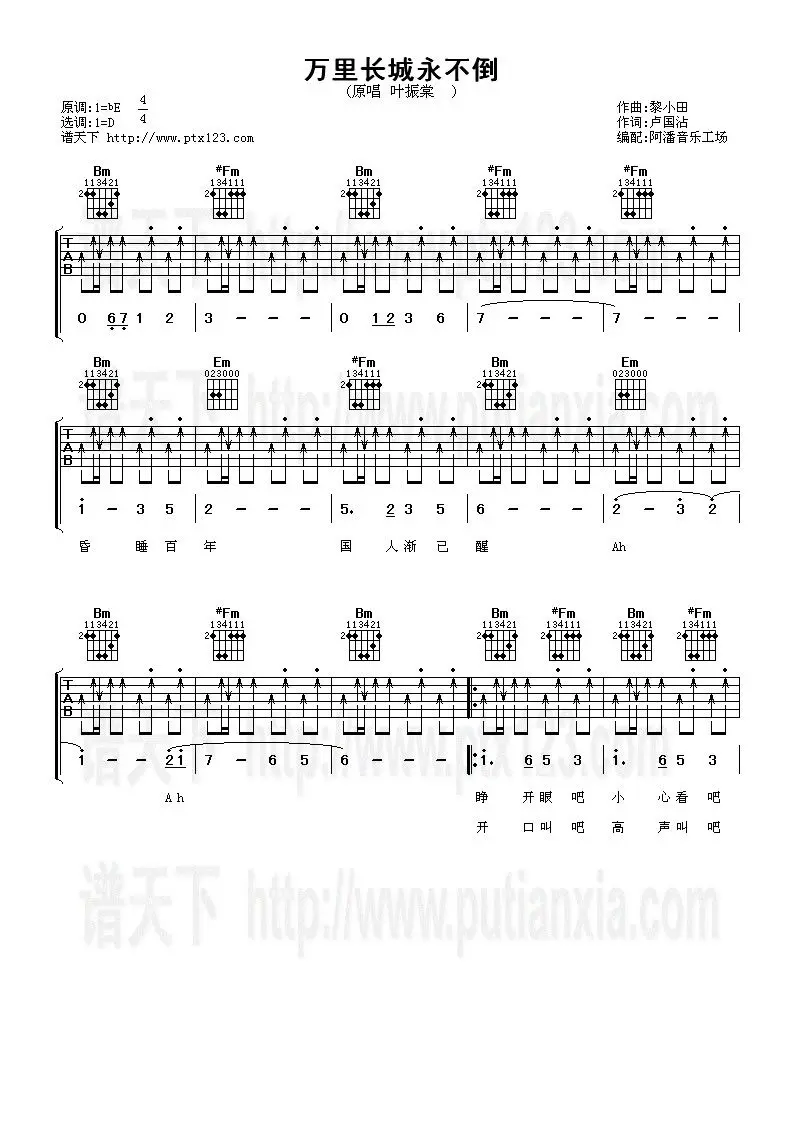 万里长城永不倒
(原唱 叶振棠 )
原调:1=bE 4/4
选调:1=D
谱天下 http://www.ptx123.com
作曲:黎小田
作词:卢国沾
编配:阿潘音乐工场
Bm #Fm Bm #Fm #Fm
113421 134111 113421 134111 134111
2 2 2 2 2
T
A
B
0 6 7 1 2 | 3 - - - | 0 1 2 3 6 | 7 - - - | 7 - - -
Bm Em #Fm Bm Em
113421 023000 134111 113421 023000
2 2 2
T
A
B
1 - 3 5 | 2 - - - | 5. 2 3 5 | 6 - - - | 2 - 3 2
昏 睡 百 年 国 人 渐 已 醒 Ah
Bm #Fm Bm Bm #Fm Bm #Fm
113421 134111 113421 113421 134111 113421 134111
2 2 2 2 2 2 2
T
A
B
1 - - 2 1 | 7 - 6 5 | 6 - - - |: 1. 6 5 3 | 1. 6 5 3
Ah 睁 开 眼 吧 小 心 看 吧
开 口 叫 吧 高 声 叫 吧
谱天下 http://www.putianxia.com